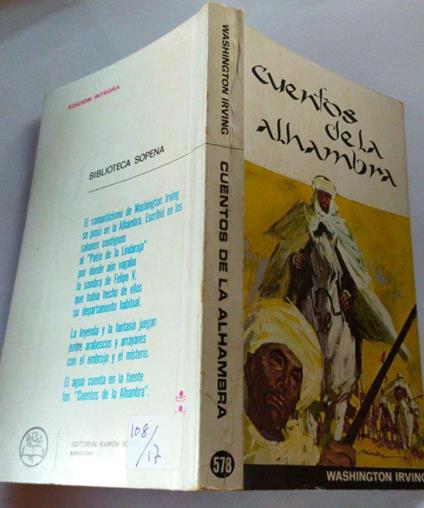 EDICIÓN ÍNTEGRA
BIBLIOTECA SOPENA
El romanticismo de Washington Irving
se posó en la Alhambra. Escribió en los
salones contiguos
al "Patio de la Lindaraja"
por donde aún vagaba
la sombra de Felipe V,
que había hecho de ellos
su departamento habitual.
La leyenda y la fantasía juegan
entre arabescos y arrayanes
con el embrujo y el misterio.
El agua cuenta en la fuente
los "Cuentos de la Alhambra".
EDITORIAL RAMÓN
BARCELONA
108/17
WASHINGTON IRVING
CUENTOS DE LA ALHAMBRA
578
cuentos
de la
alhambra
WASHINGTON IRVING